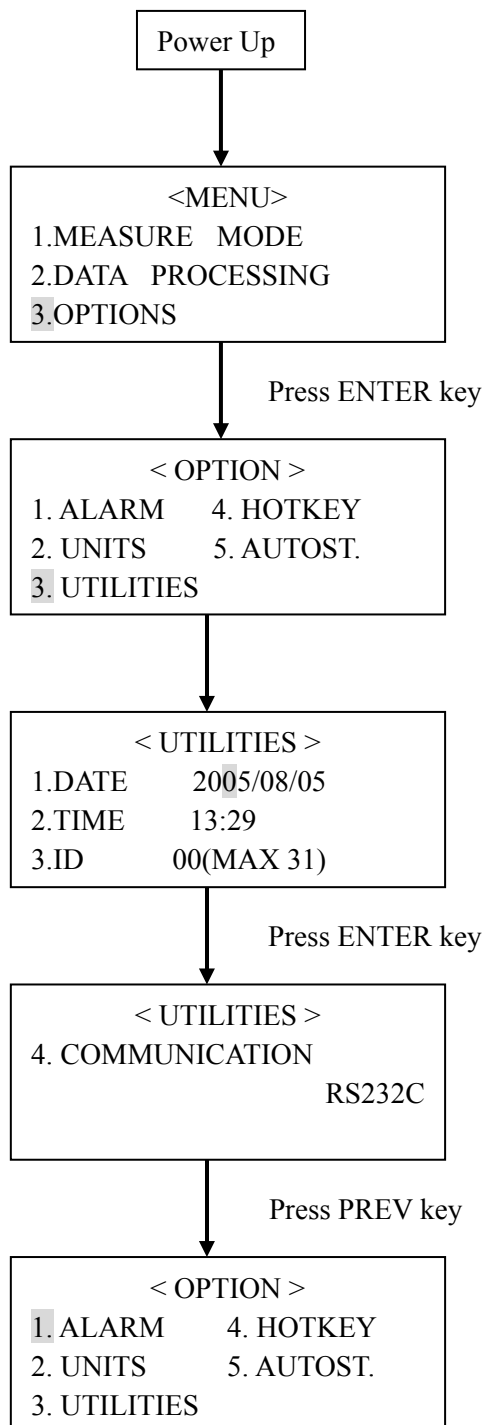 Power Up
<MENU>
1.MEASURE MODE
2.DATA PROCESSING
3.OPTIONS
Press ENTER key
< OPTION >
1. ALARM 4. HOTKEY
2. UNITS 5. AUTOST.
3. UTILITIES
< UTILITIES >
1.DATE 2005/08/05
2.TIME 13:29
3.ID 00(MAX 31)
Press ENTER key
< UTILITIES >
4. COMMUNICATION
RS232C
Press PREV key
< OPTION >
1. ALARM 4. HOTKEY
2. UNITS 5. AUTOST.
3. UTILITIES